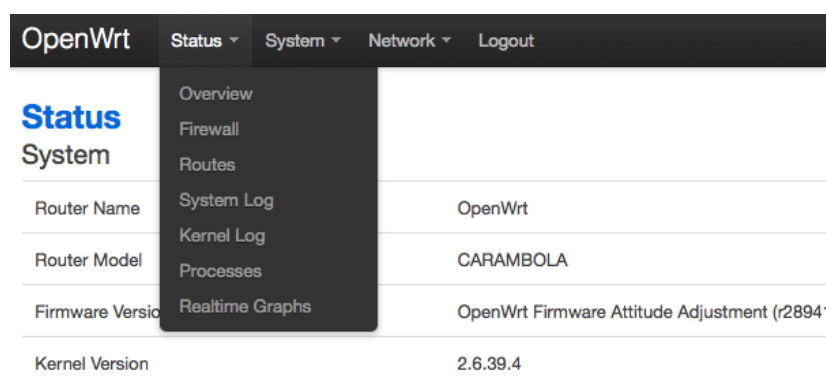 OpenWrt Status System Network Logout
Overview
Firewall
Routes
System Log
Kernel Log
Processes
Realtime Graphs
Status
System
Router Name OpenWrt
Router Model CARAMBOLA
Firmware Versio OpenWrt Firmware Attitude Adjustment (r28941
Kernel Version 2.6.39.4